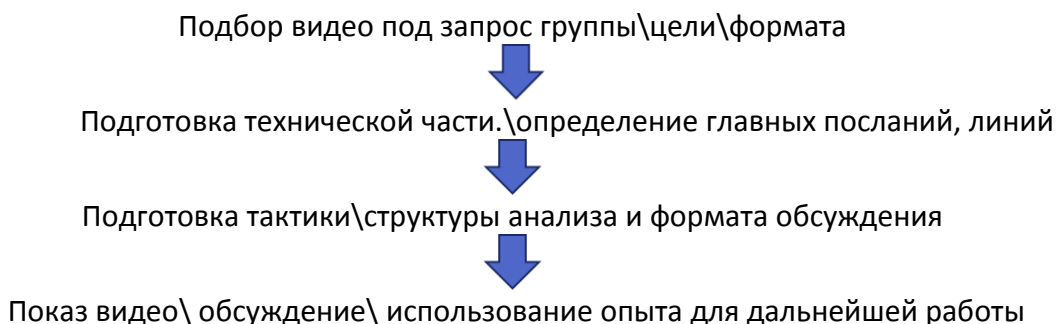 Подбор видео под запрос группы\цели\формата
Подготовка технической части.\определение главных посланий, линий
Подготовка тактики\структуры анализа и формата обсуждения
Показ видео\ обсуждение\ использование опыта для дальнейшей работы